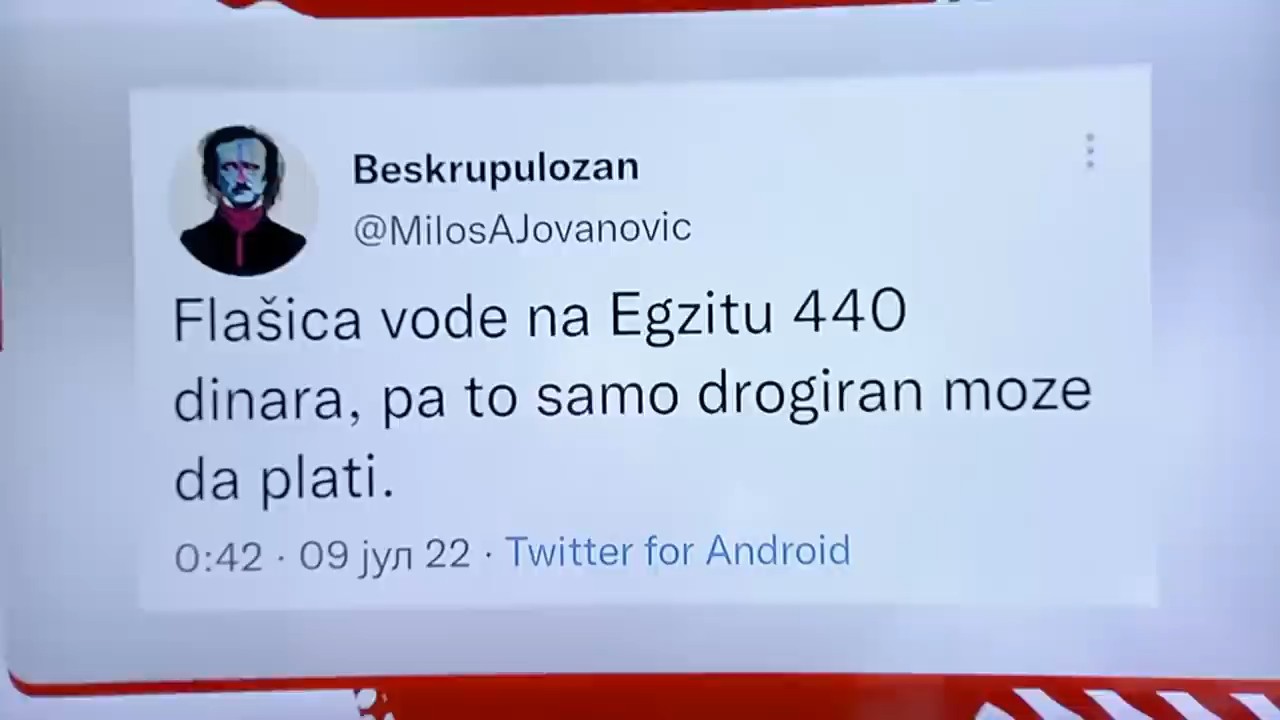 Beskrupulozan
@MilosAJovanovic
Flašica vode na Egzitu 440
dinara, pa to samo drogiran moze
da plati.
0:42 · 09 јул 22 · Twitter for Android